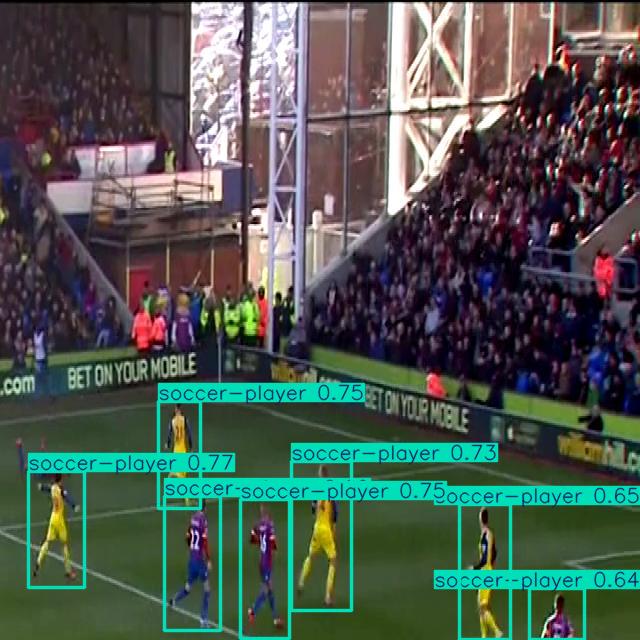 .com
BET ON YOUR MOBILE
BET ON YOUR MOBILE
williamhill.com
soccer-player 0.75
soccer-player 0.73
soccer-player 0.77
soccer-
soccer-player 0.75
soccer-player 0.65
soccer-player 0.64